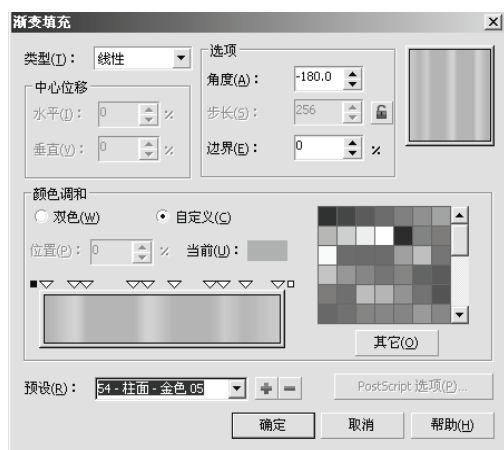 渐变填充
类型(T)： 线性
选项
角度(A)： -180.0
中心位移
水平(I)： 0 %
步长(S)： 256
垂直(V)： 0 %
边界(E)： 0 %
颜色调和
双色(W) 自定义(C)
位置(P)： 0 % 当前(U)：
其它(O)
预设(R)： 54 - 柱面 - 金色 05
PostScript 选项(P)...
确定 取消 帮助(H)